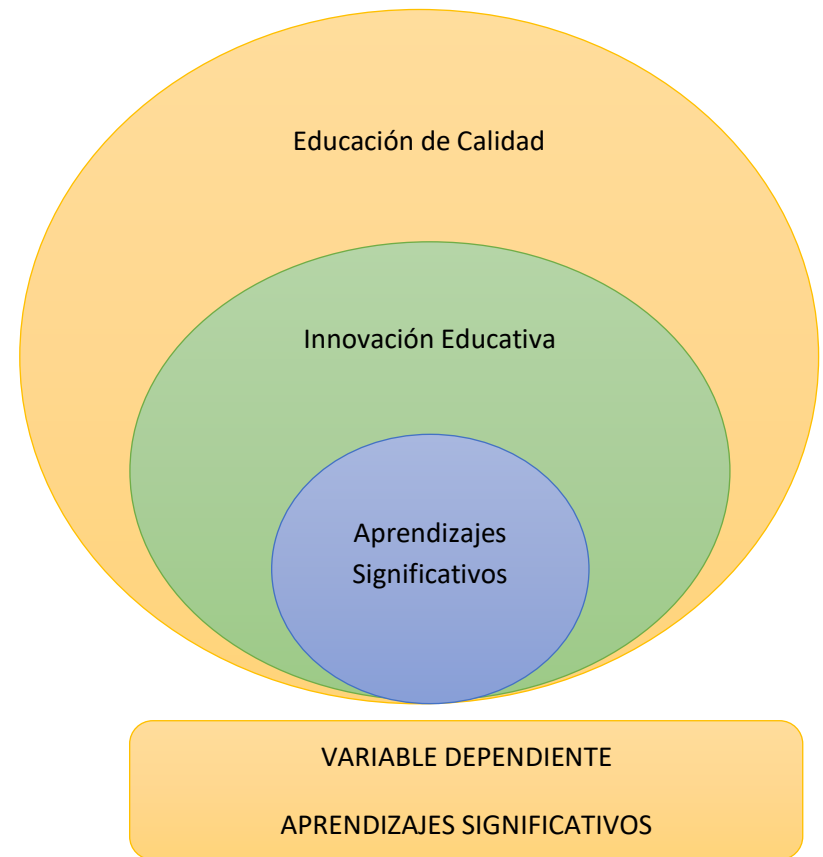 Educación de Calidad
Innovación Educativa
Aprendizajes
Significativos
VARIABLE DEPENDIENTE
APRENDIZAJES SIGNIFICATIVOS